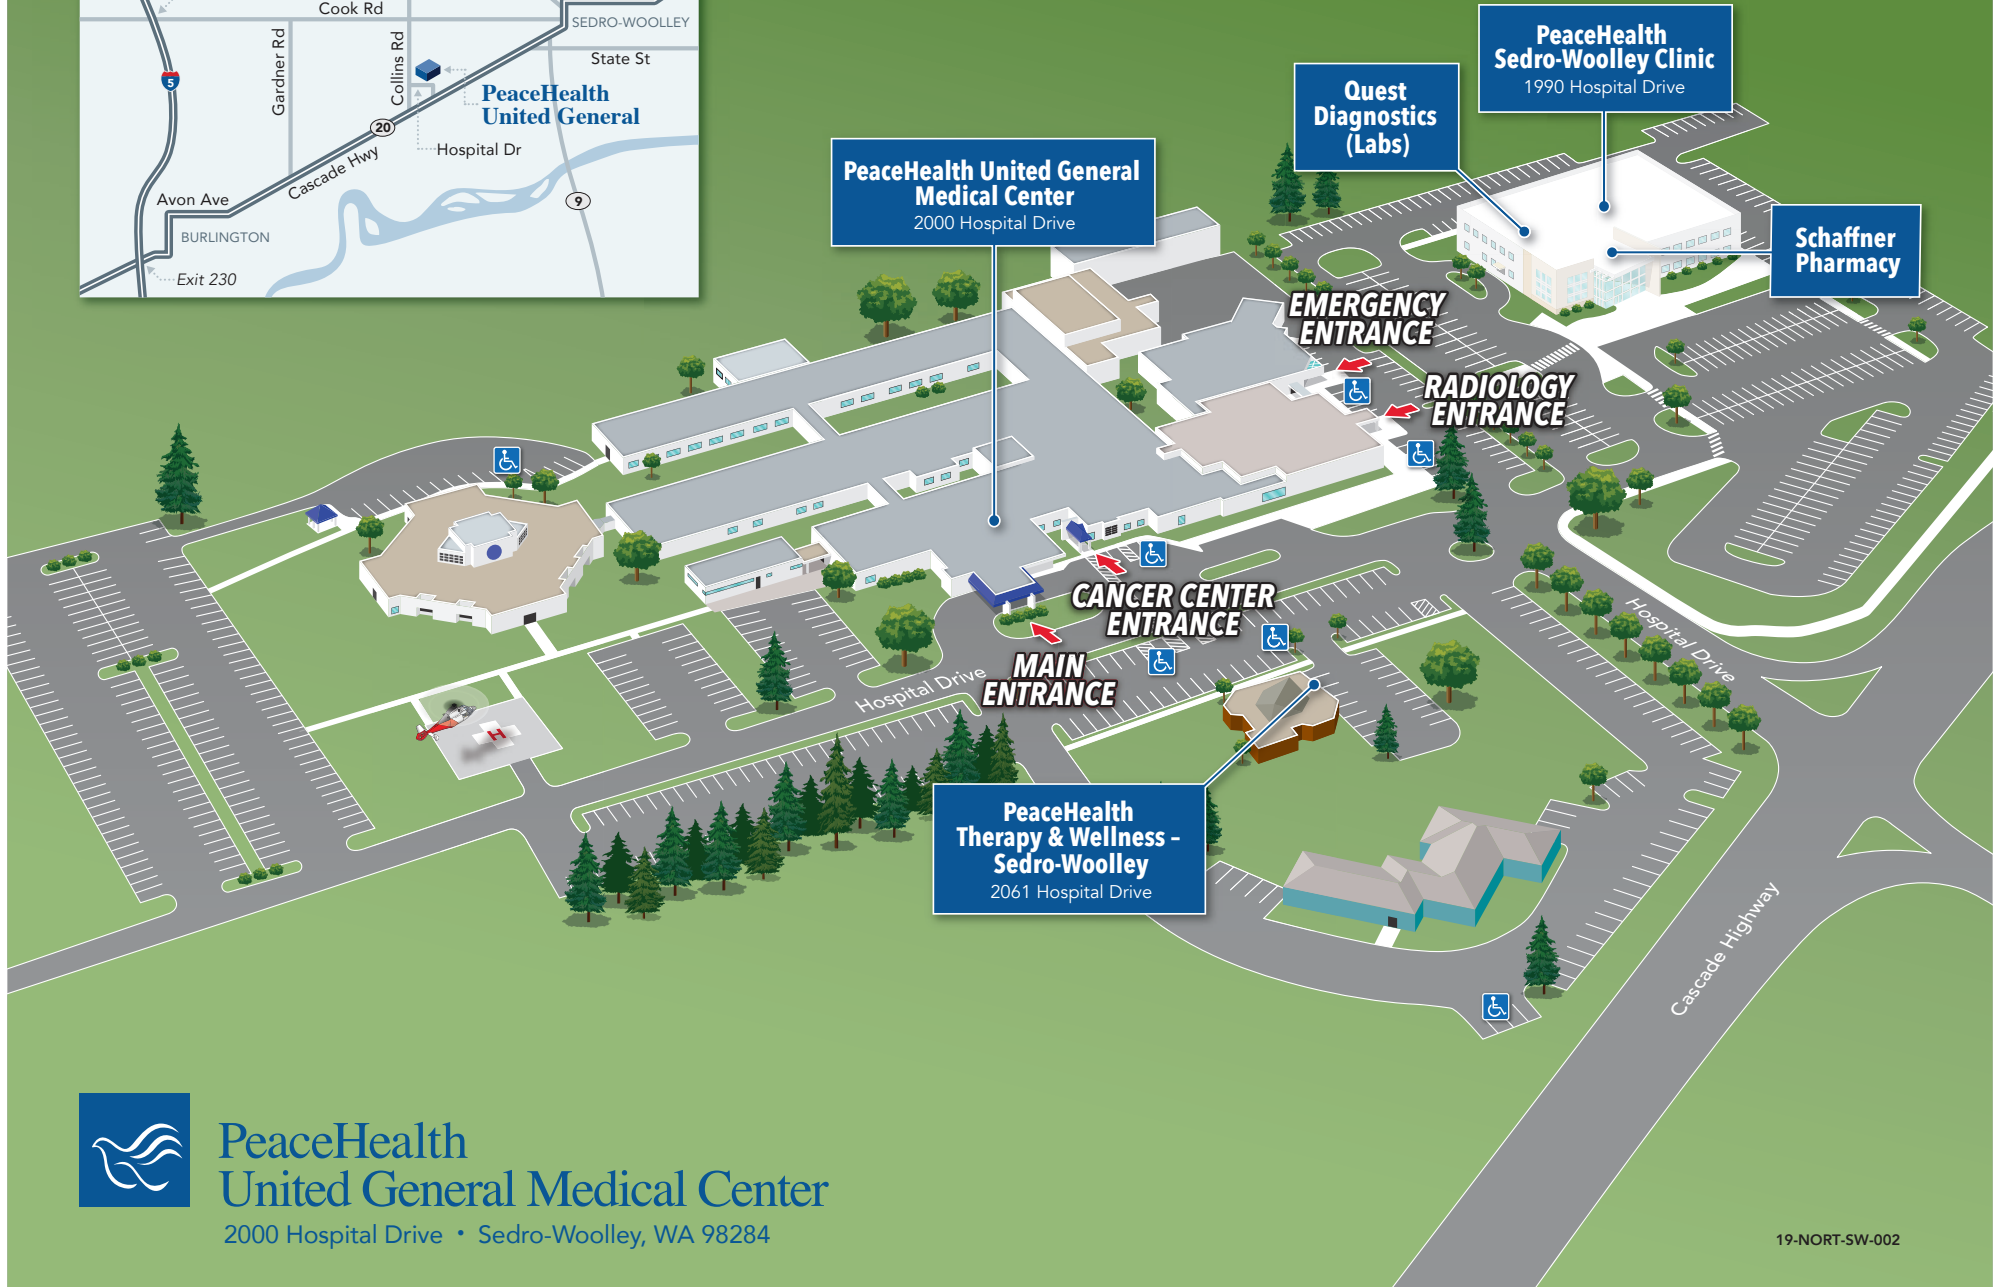 Cook Rd
SEDRO-WOOLLEY
Gardner Rd
Collins Rd
State St
5
PeaceHealth
United General
20
Cascade Hwy
Hospital Dr
Avon Ave
9
BURLINGTON
Exit 230
PeaceHealth
Sedro-Woolley Clinic
1990 Hospital Drive
Quest
Diagnostics
(Labs)
PeaceHealth United General
Medical Center
2000 Hospital Drive
Schaffner
Pharmacy
EMERGENCY
ENTRANCE
RADIOLOGY
ENTRANCE
CANCER CENTER
ENTRANCE
MAIN
ENTRANCE
Hospital Drive
Hospital Drive
H
PeaceHealth
Therapy & Wellness –
Sedro-Woolley
2061 Hospital Drive
Cascade Highway
PeaceHealth
United General Medical Center
2000 Hospital Drive • Sedro-Woolley, WA 98284
19-NORT-SW-002